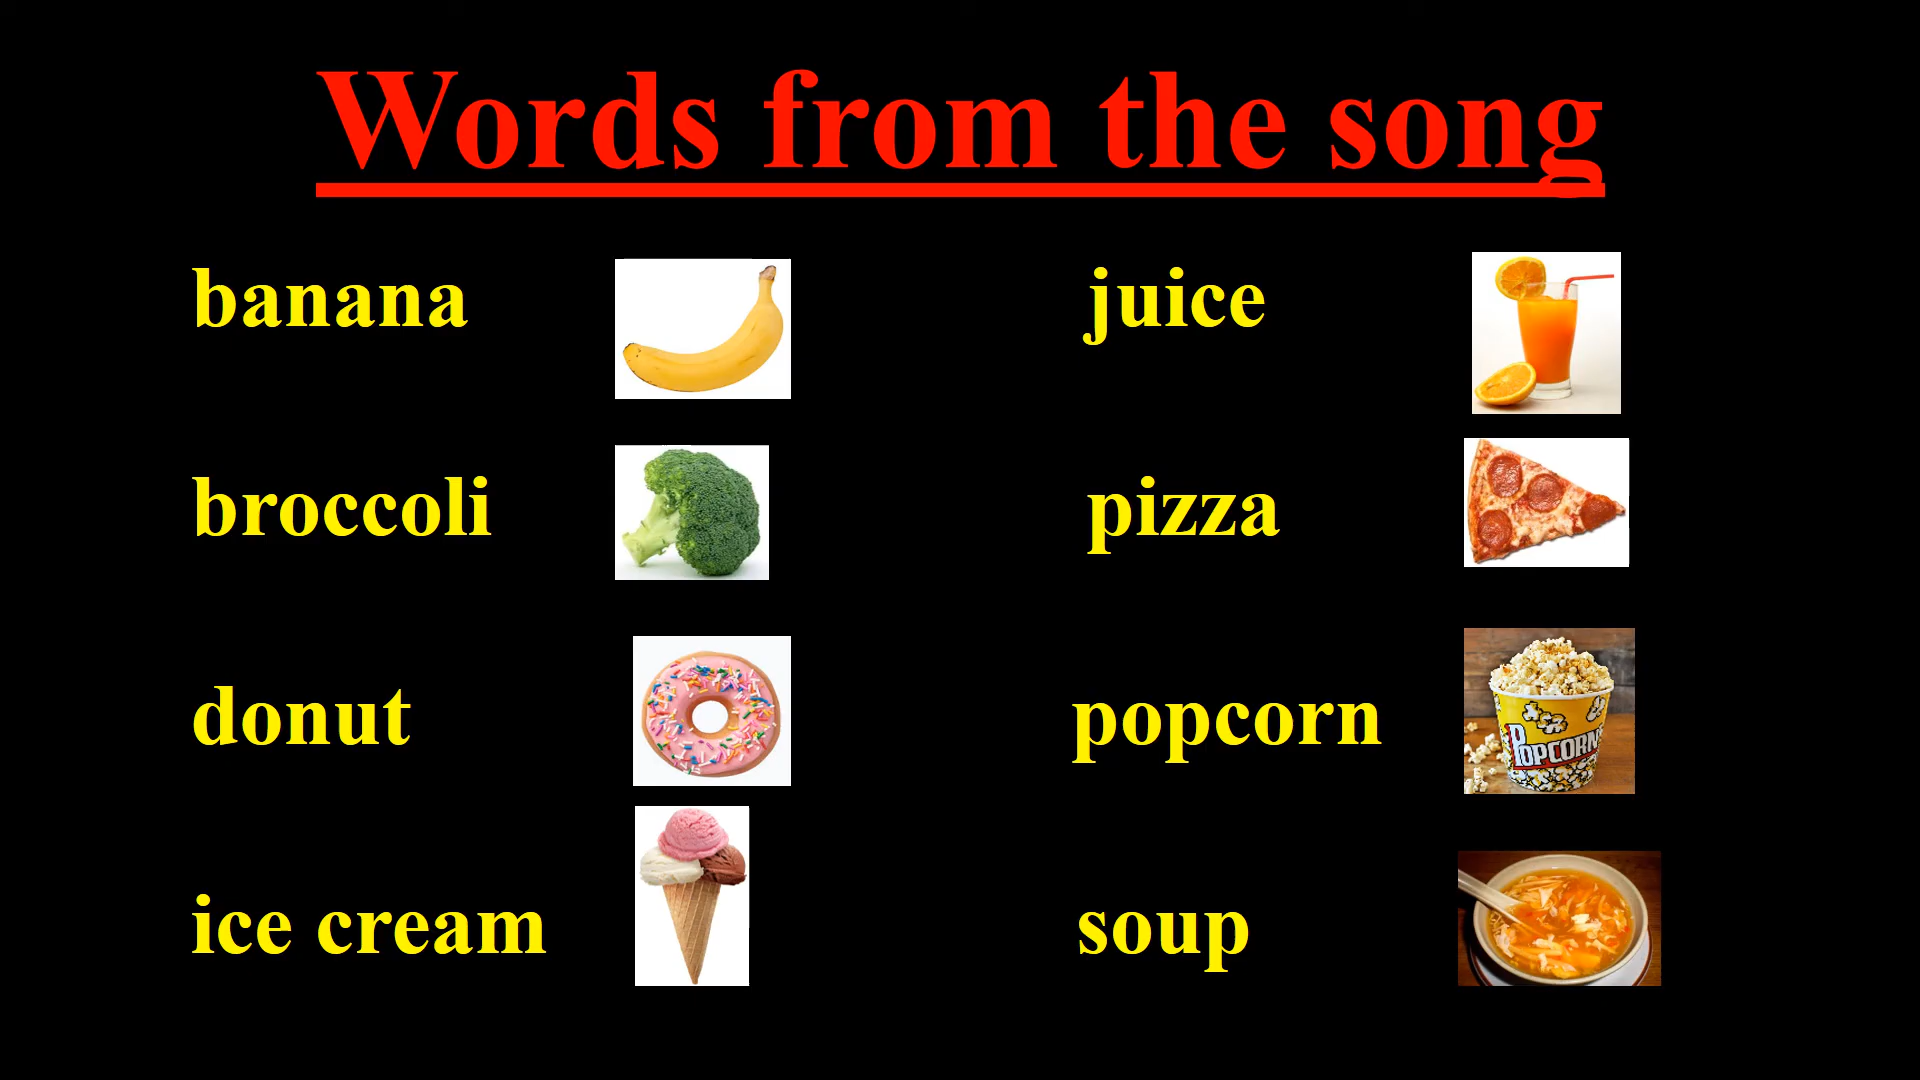 Words from the song
banana
juice
broccoli
pizza
donut
popcorn
POPCORN
ice cream
soup